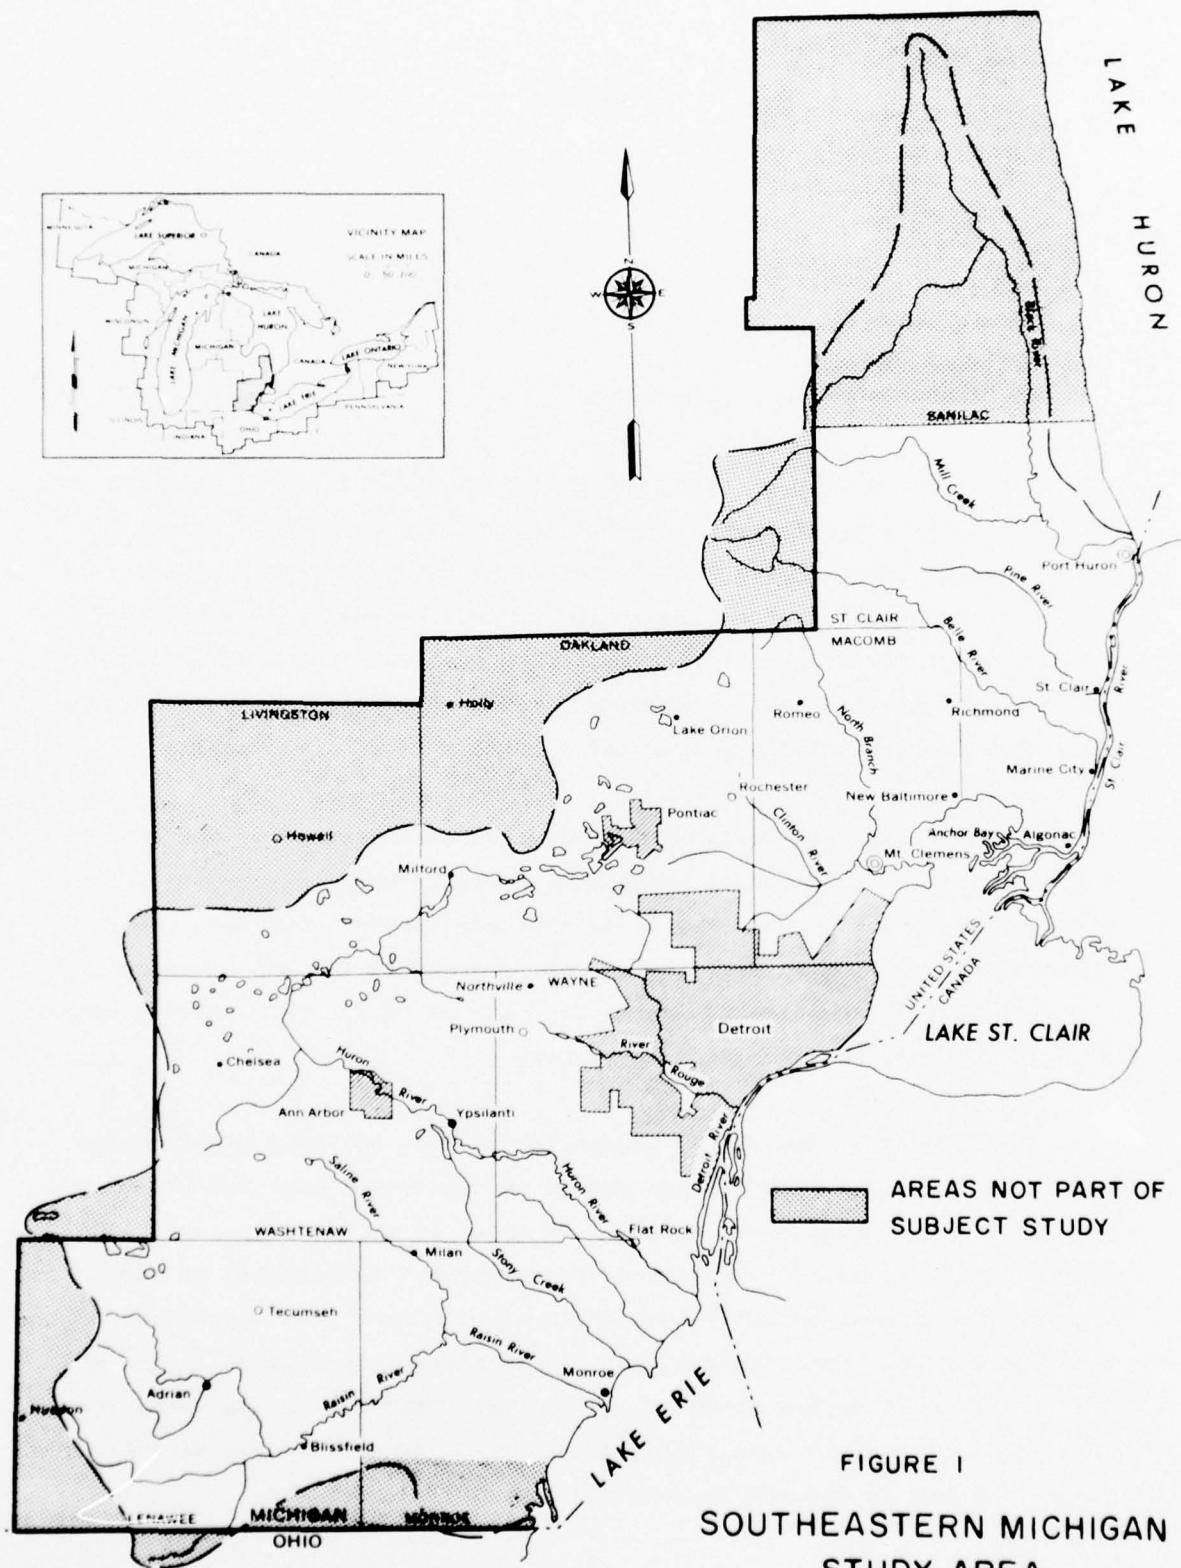 LAKE HURON
VICINITY MAP
SCALE IN MILES
MINNESOTA
LAKE SUPERIOR
CANADA
MICHIGAN
WISCONSIN
LAKE MICHIGAN
MICHIGAN
LAKE HURON
CANADA
LAKE ONTARIO
NEW YORK
LAKE ERIE
PENNSYLVANIA
ILLINOIS
INDIANA
OHIO
N
W
E
S
Black River
SANILAC
Mill Creek
Port Huron
Pine River
ST CLAIR
MACOMB
Belle River
OAKLAND
Holly
St. Clair
St. Clair River
LIVINGSTON
Lake Orion
Romeo
North Branch
Richmond
Marine City
Rochester
New Baltimore
Pontiac
Clinton River
Anchor Bay
Algonac
Howell
Mt Clemens
Milford
UNITED STATES
CANADA
Northville
WAYNE
Plymouth
Detroit
LAKE ST. CLAIR
River Rouge
Chelsea
Huron River
Ann Arbor
Ypsilanti
Detroit River
Saline River
Huron River
AREAS NOT PART OF
SUBJECT STUDY
WASHTENAW
Flat Rock
Milan
Stony Creek
Tecumseh
Raisin River
Monroe
Adrian
Raisin River
Hudson
LAKE ERIE
Blissfield
LENAWEE
MICHIGAN
MONROE
OHIO
FIGURE 1
SOUTHEASTERN MICHIGAN
STUDY AREA